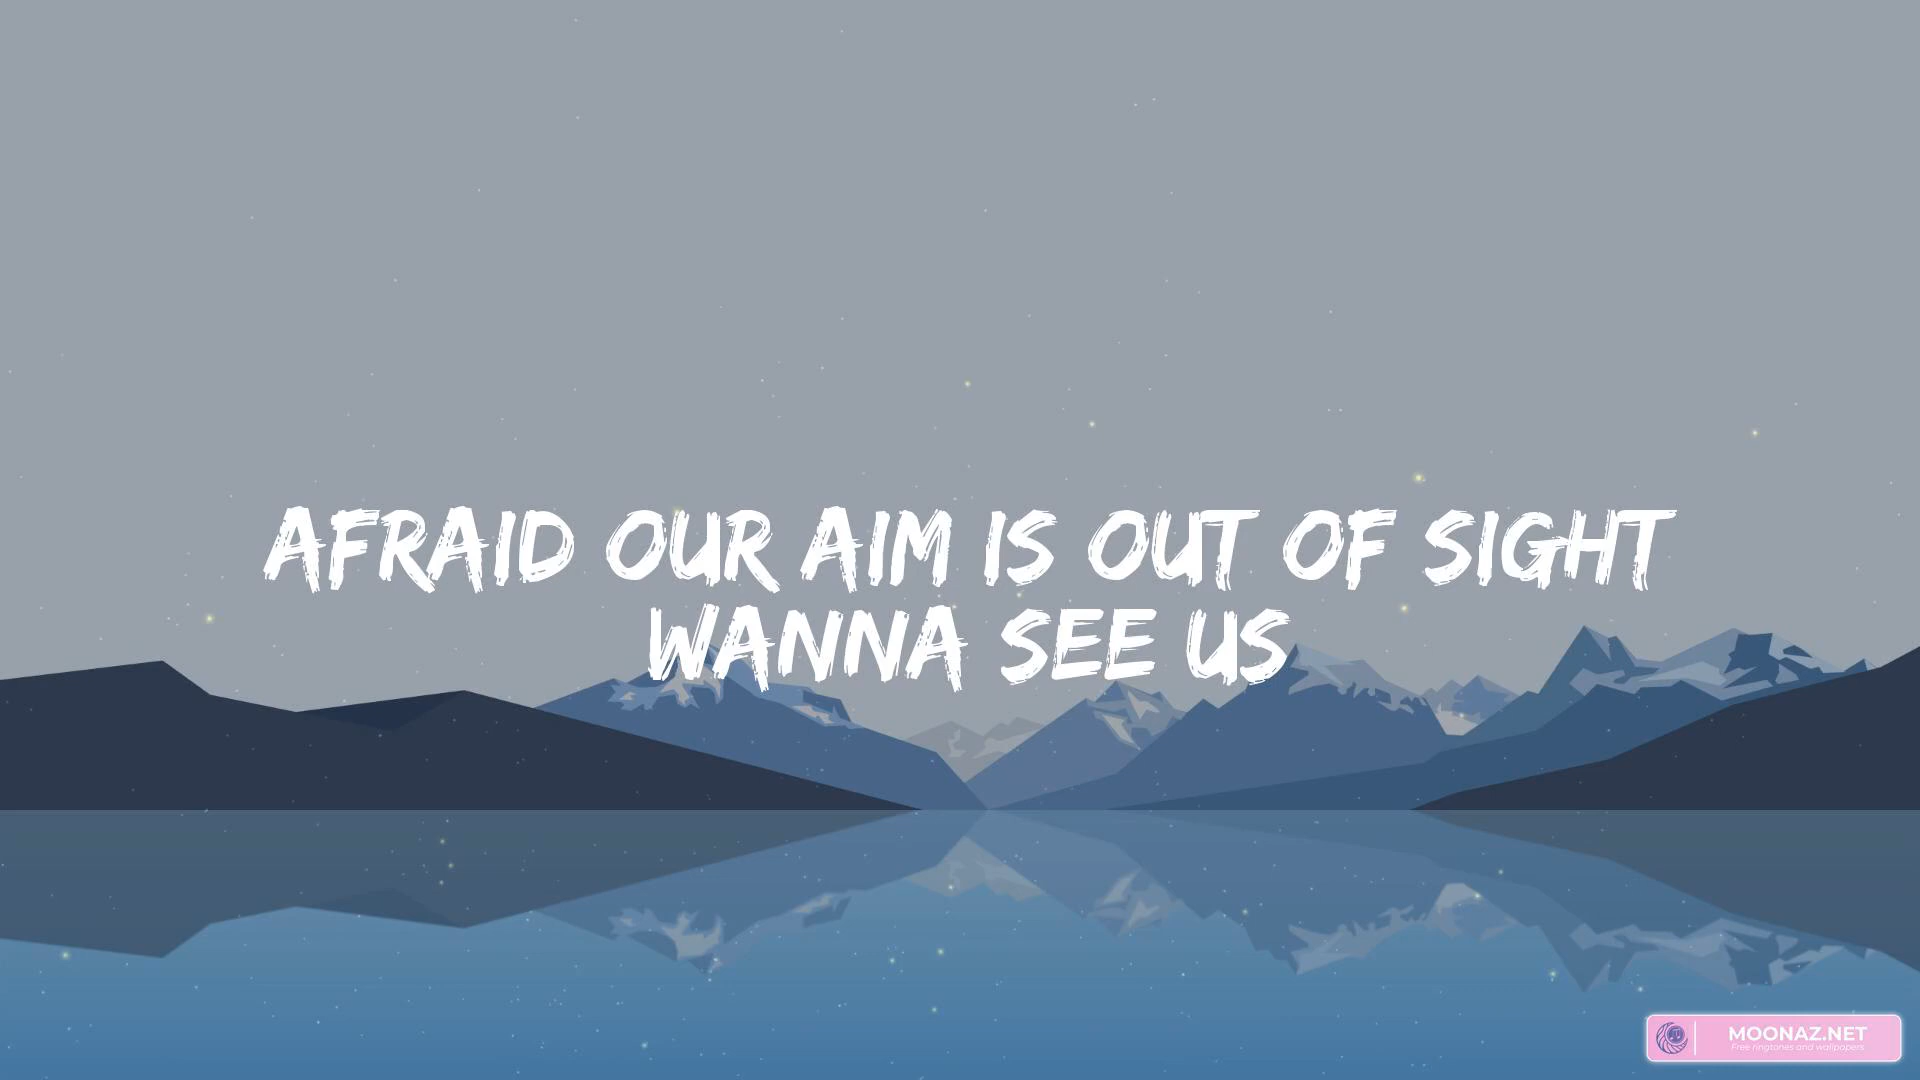 AFRAID OUR AIM IS OUT OF SIGHT
WANNA SEE US
MOONAZ.NET
Free ringtones and wallpapers